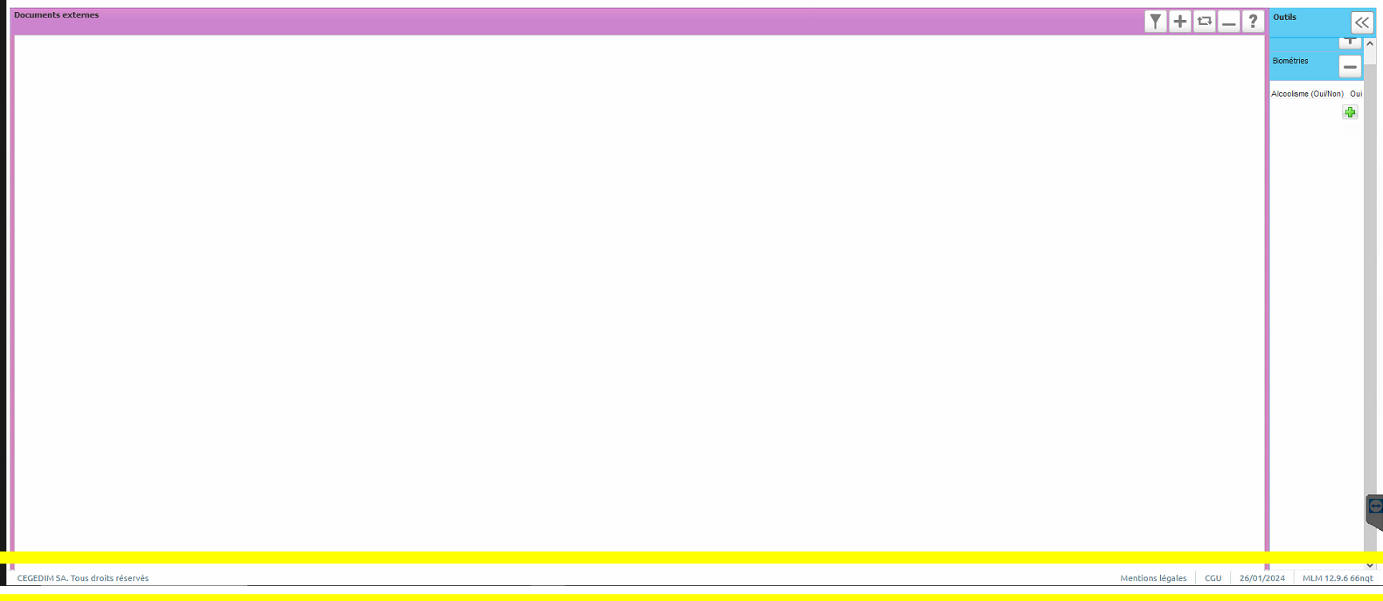 Documents externes
?
Outils
Biométries
Alcoolisme (Oui/Non) Oui
CEGEDIM SA. Tous droits réservés
Mentions légales CGU 26/01/2024 MLM 12.9.6 66nqt